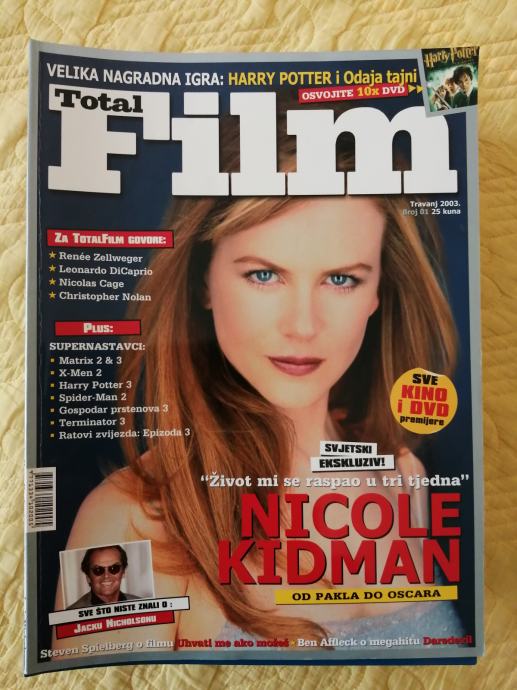 VELIKA NAGRADNA IGRA: HARRY POTTER i Odaja tajni
OSVOJITE 10x DVD
Harry Potter
Total
Film
Travanj 2003.
Broj 01 25 kuna
ZA TOTALFILM GOVORE:
★ Renée Zellweger
★ Leonardo DiCaprio
★ Nicolas Cage
★ Christopher Nolan
PLUS:
SUPERNASTAVCI:
▪ Matrix 2 & 3
▪ X-Men 2
▪ Harry Potter 3
▪ Spider-Man 2
▪ Gospodar prstenova 3
▪ Terminator 3
▪ Ratovi zvijezda: Epizoda 3
SVE
KINO
i DVD
premijere
SVJETSKI
EKSKLUZIV!
"Život mi se raspao u tri tjedna"
NICOLE
KIDMAN
OD PAKLA DO OSCARA
SVE ŠTO NISTE ZNALI O :
JACKU NICHOLSONU
Steven Spielberg o filmu Uhvati me ako možeš · Ben Affleck o megahitu Daredevil